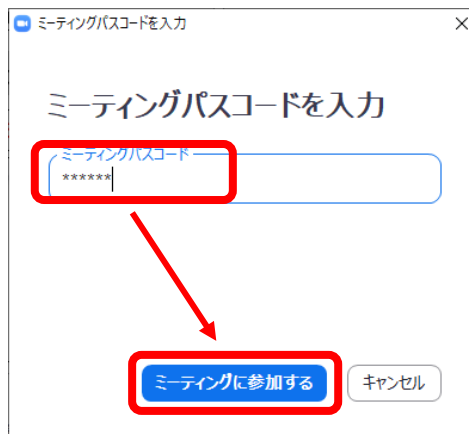 ミーティングパスコードを入力
ミーティングパスコードを入力
ミーティングパスコード
******
ミーティングに参加する
キャンセル